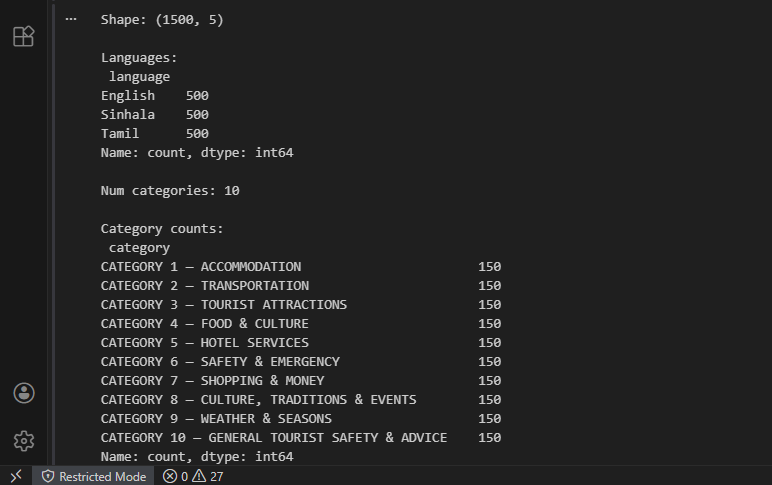 Shape: (1500, 5)
Languages:
language
English 500
Sinhala 500
Tamil 500
Name: count, dtype: int64
Num categories: 10
Category counts:
category
CATEGORY 1 — ACCOMMODATION 150
CATEGORY 2 — TRANSPORTATION 150
CATEGORY 3 — TOURIST ATTRACTIONS 150
CATEGORY 4 — FOOD & CULTURE 150
CATEGORY 5 — HOTEL SERVICES 150
CATEGORY 6 — SAFETY & EMERGENCY 150
CATEGORY 7 — SHOPPING & MONEY 150
CATEGORY 8 — CULTURE, TRADITIONS & EVENTS 150
CATEGORY 9 — WEATHER & SEASONS 150
CATEGORY 10 — GENERAL TOURIST SAFETY & ADVICE 150
Name: count, dtype: int64
Restricted Mode 0 27